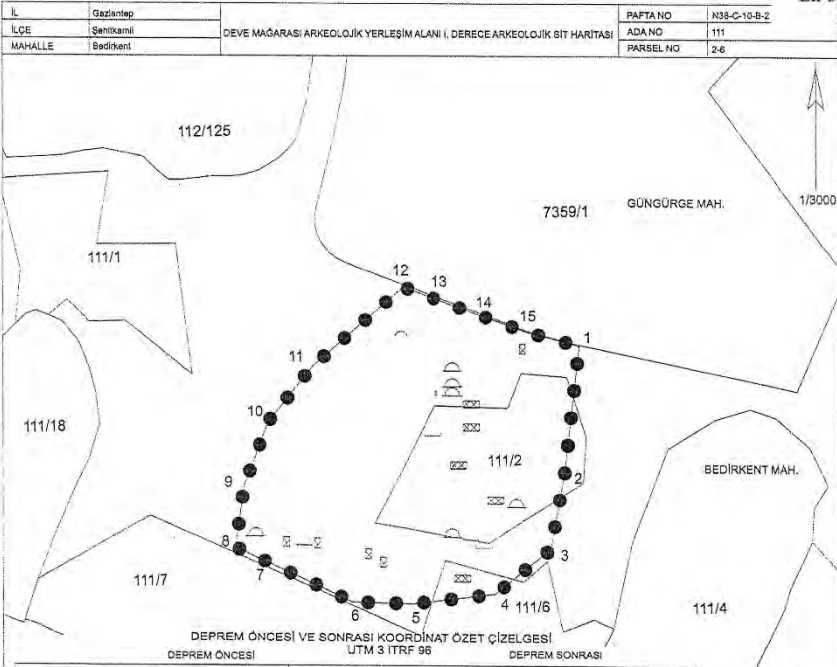 İL Gaziantep
İLÇE Şehitkamil
MAHALLE Bedirkent
DEVE MAĞARASI ARKEOLOJİK YERLEŞİM ALANI I. DERECE ARKEOLOJİK SİT HARİTASI
PAFTA NO N38-C-10-B-2
ADA NO 111
PARSEL NO 2-6
112/125
7359/1
GÜNGÜRGE MAH.
1/3000
111/1
12
13
14
15
1
11
10
111/18
111/2
BEDİRKENT MAH.
9
2
8
3
7
111/7
6
5
4
111/6
111/4
DEPREM ÖNCESİ VE SONRASI KOORDİNAT ÖZET ÇİZELGESİ
UTM 3 ITRF 96
DEPREM ÖNCESİ
DEPREM SONRASI